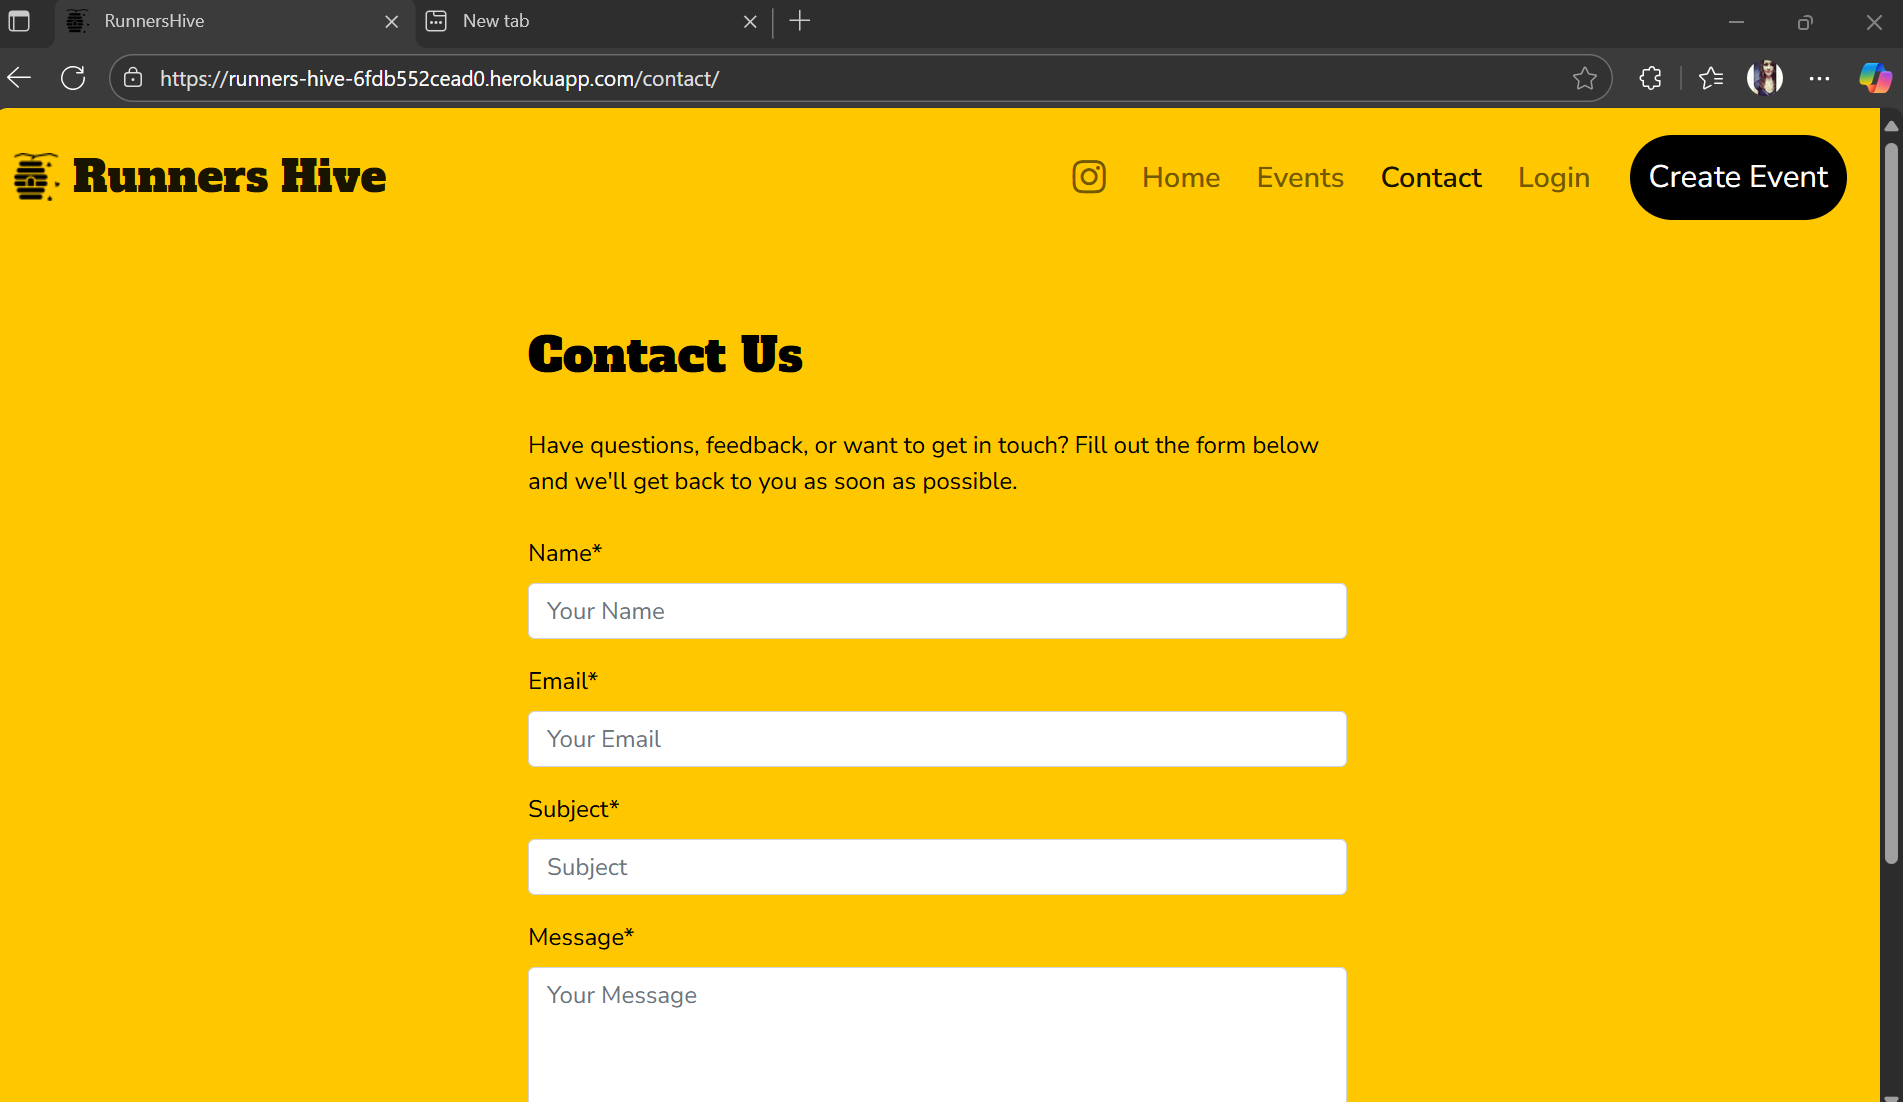 RunnersHive
New tab
https://runners-hive-6fdb552cead0.herokuapp.com/contact/
Runners Hive
Home
Events
Contact
Login
Create Event
Contact Us
Have questions, feedback, or want to get in touch? Fill out the form below
and we'll get back to you as soon as possible.
Name*
Your Name
Email*
Your Email
Subject*
Subject
Message*
Your Message